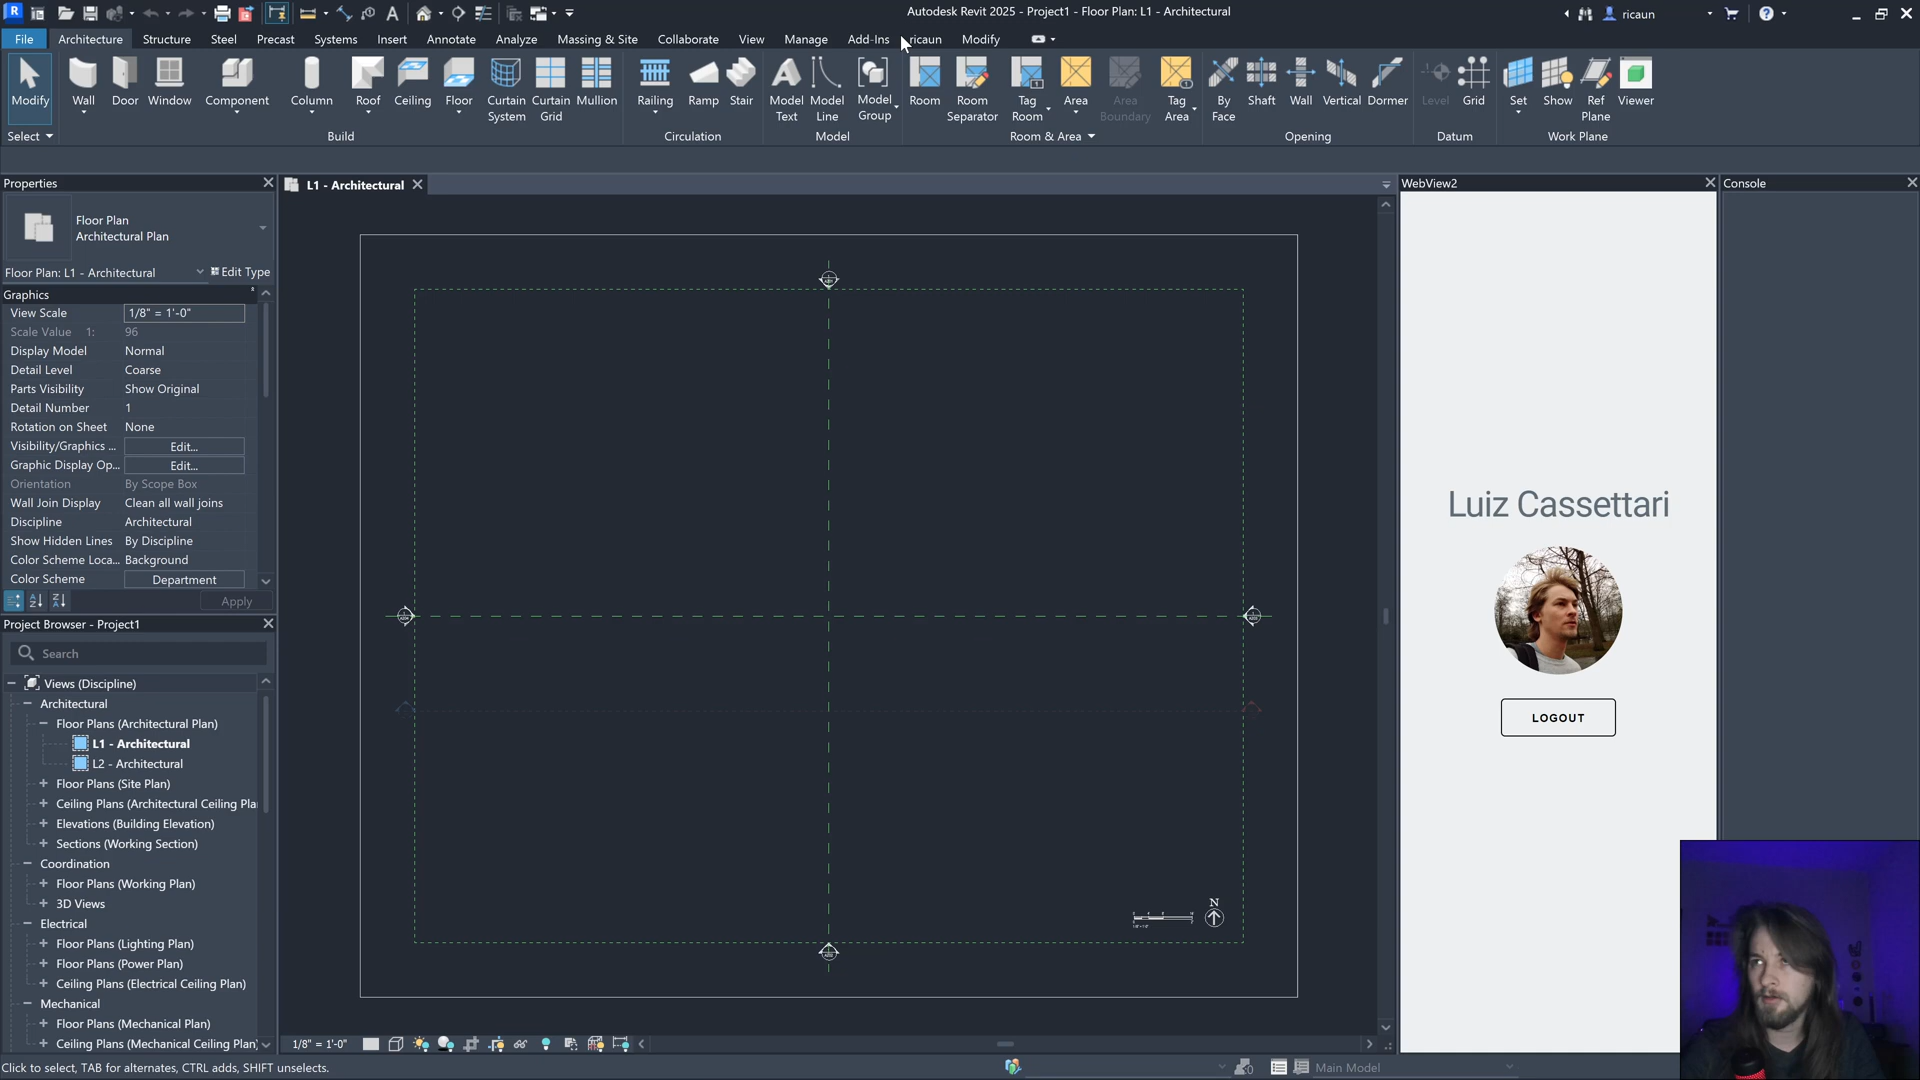 Autodesk Revit 2025 - Project1 - Floor Plan: L1 - Architectural
ricaun
File Architecture Structure Steel Precast Systems Insert Annotate Analyze Massing & Site Collaborate View Manage Add-Ins ricaun Modify
Modify Wall Door Window Component Column Roof Ceiling Floor Curtain System Curtain Grid Mullion Railing Ramp Stair Model Text Model Line Model Group Room Room Separator Tag Room Area Area Boundary Tag Area By Face Shaft Wall Vertical Dormer Level Grid Set Show Ref Plane Viewer
Select Build Circulation Model Room & Area Opening Datum Work Plane
Properties
L1 - Architectural
WebView2
Console
Floor Plan
Architectural Plan
Floor Plan: L1 - Architectural Edit Type
Graphics
View Scale 1/8" = 1'-0"
Scale Value 1: 96
Display Model Normal
Detail Level Coarse
Parts Visibility Show Original
Detail Number 1
Rotation on Sheet None
Visibility/Graphics ... Edit...
Graphic Display Op... Edit...
Orientation By Scope Box
Wall Join Display Clean all wall joins
Discipline Architectural
Show Hidden Lines By Discipline
Color Scheme Loca... Background
Color Scheme Department
Apply
Project Browser - Project1
Search
Views (Discipline)
Architectural
Floor Plans (Architectural Plan)
L1 - Architectural
L2 - Architectural
Floor Plans (Site Plan)
Ceiling Plans (Architectural Ceiling Pla
Elevations (Building Elevation)
Sections (Working Section)
Coordination
Floor Plans (Working Plan)
3D Views
Electrical
Floor Plans (Lighting Plan)
Floor Plans (Power Plan)
Ceiling Plans (Electrical Ceiling Plan)
Mechanical
Floor Plans (Mechanical Plan)
Ceiling Plans (Mechanical Ceiling Plan)
N
Luiz Cassettari
LOGOUT
1/8" = 1'-0"
Click to select, TAB for alternates, CTRL adds, SHIFT unselects.
:0
Main Model